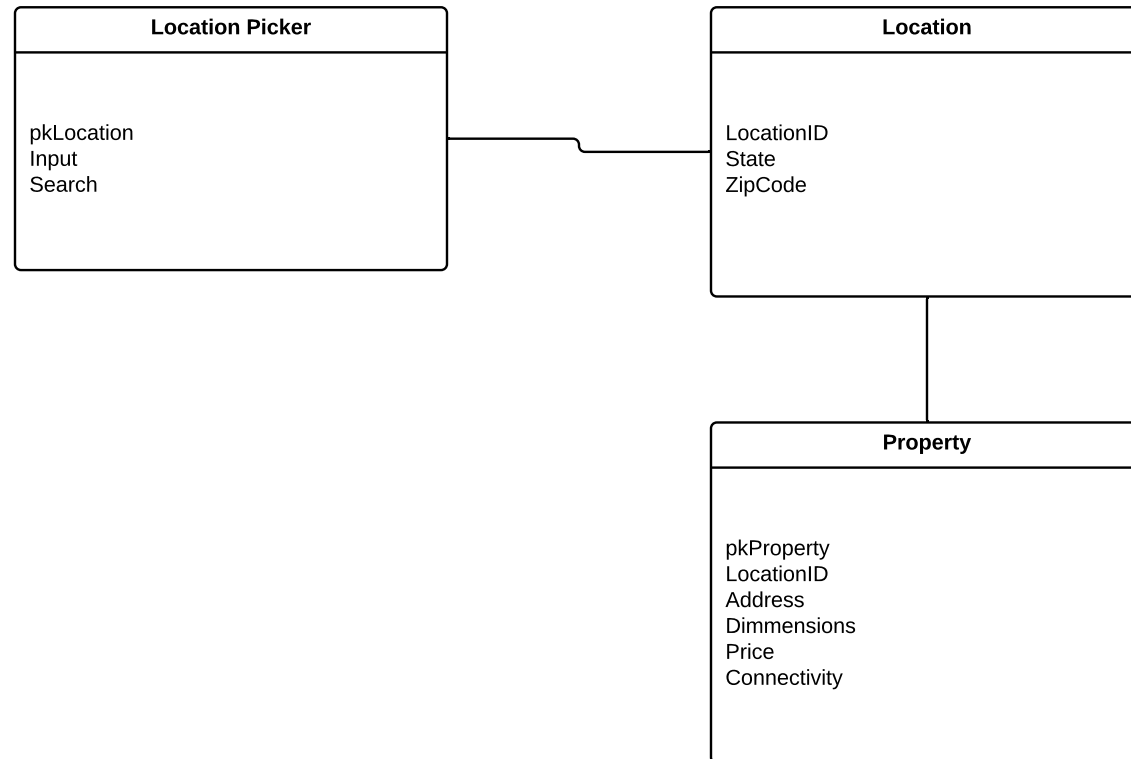 Location Picker
pkLocation
Input
Search
Location
LocationID
State
ZipCode
Property
pkProperty
LocationID
Address
Dimmensions
Price
Connectivity